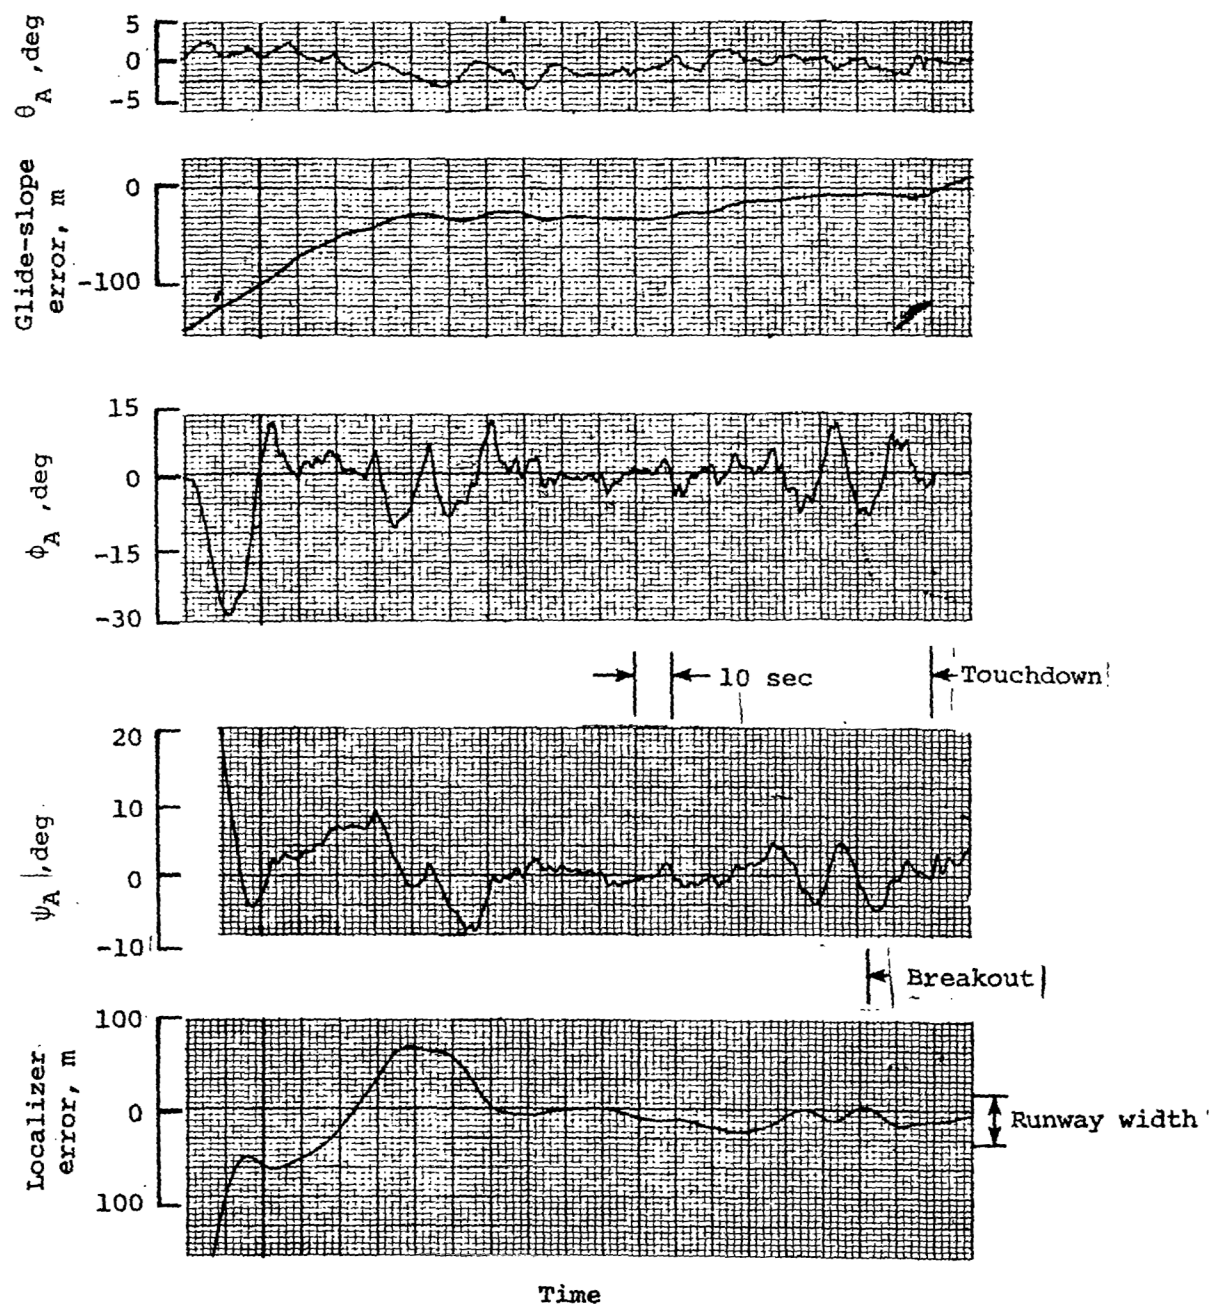 θA ,deg
5
0
-5
Glide-slope
error, m
0
-100
ϕA ,deg
15
0
-15
-30
10 sec
Touchdown
ψA ,deg
20
10
0
-10
Breakout
Localizer
error, m
100
0
100
Runway width
Time